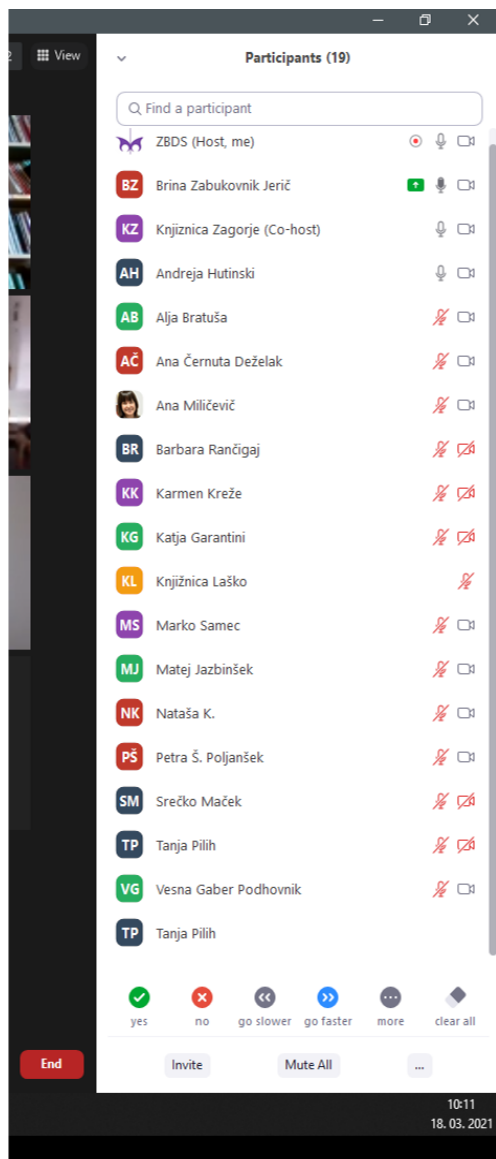 2 View
Participants (19)
Find a participant
ZBDS (Host, me)
BZ Brina Zabukovnik Jerič
KZ Knjiznica Zagorje (Co-host)
AH Andreja Hutinski
AB Alja Bratuša
AČ Ana Černuta Deželak
Ana Miličevič
BR Barbara Rančigaj
KK Karmen Kreže
KG Katja Garantini
KL Knjižnica Laško
MS Marko Samec
MJ Matej Jazbinšek
NK Nataša K.
PŠ Petra Š. Poljanšek
SM Srečko Maček
TP Tanja Pilih
VG Vesna Gaber Podhovnik
TP Tanja Pilih
yes no go slower go faster more clear all
End Invite Mute All ...
10:11
18. 03. 2021